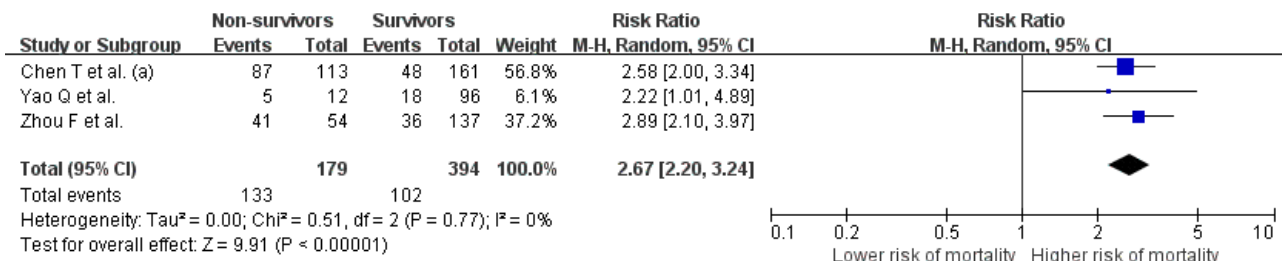 Non-survivors Survivors Risk Ratio Risk Ratio
Study or Subgroup Events Total Events Total Weight M-H, Random, 95% CI M-H, Random, 95% CI
Chen T et al. (a) 87 113 48 161 56.8% 2.58 [2.00, 3.34]
Yao Q et al. 5 12 18 96 6.1% 2.22 [1.01, 4.89]
Zhou F et al. 41 54 36 137 37.2% 2.89 [2.10, 3.97]
Total (95% CI) 179 394 100.0% 2.67 [2.20, 3.24]
Total events 133 102
Heterogeneity: Tau² = 0.00; Chi² = 0.51, df = 2 (P = 0.77); I² = 0%
Test for overall effect: Z = 9.91 (P < 0.00001)
0.1 0.2 0.5 1 2 5 10
Lower risk of mortality Higher risk of mortality